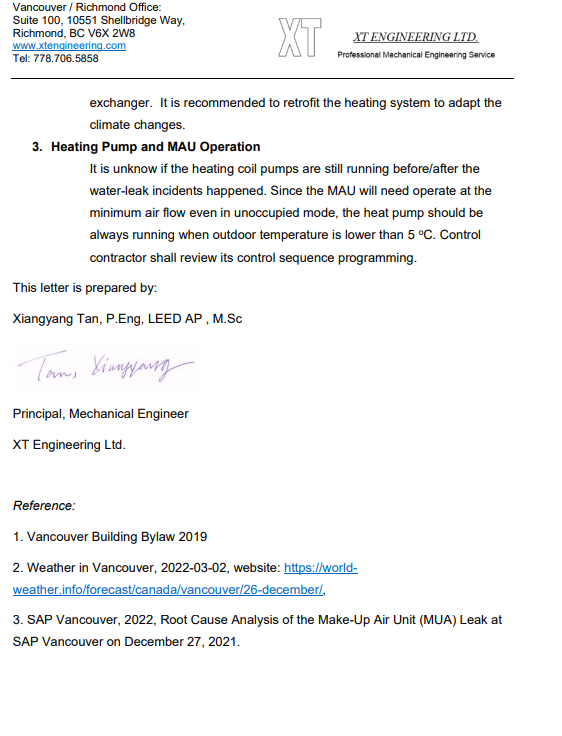 Vancouver / Richmond Office:
Suite 100, 10551 Shellbridge Way,
Richmond, BC V6X 2W8
www.xtengineering.com
Tel: 778.706.5858
XT
XT ENGINEERING LTD.
Professional Mechanical Engineering Service
exchanger. It is recommended to retrofit the heating system to adapt the
climate changes.
3. Heating Pump and MAU Operation
It is unknow if the heating coil pumps are still running before/after the
water-leak incidents happened. Since the MAU will need operate at the
minimum air flow even in unoccupied mode, the heat pump should be
always running when outdoor temperature is lower than 5 ºC. Control
contractor shall review its control sequence programming.
This letter is prepared by:
Xiangyang Tan, P.Eng, LEED AP , M.Sc
Tan, Xiangyang
Principal, Mechanical Engineer
XT Engineering Ltd.
Reference:
1. Vancouver Building Bylaw 2019
2. Weather in Vancouver, 2022-03-02, website: https://world-
weather.info/forecast/canada/vancouver/26-december/,
3. SAP Vancouver, 2022, Root Cause Analysis of the Make-Up Air Unit (MUA) Leak at
SAP Vancouver on December 27, 2021.